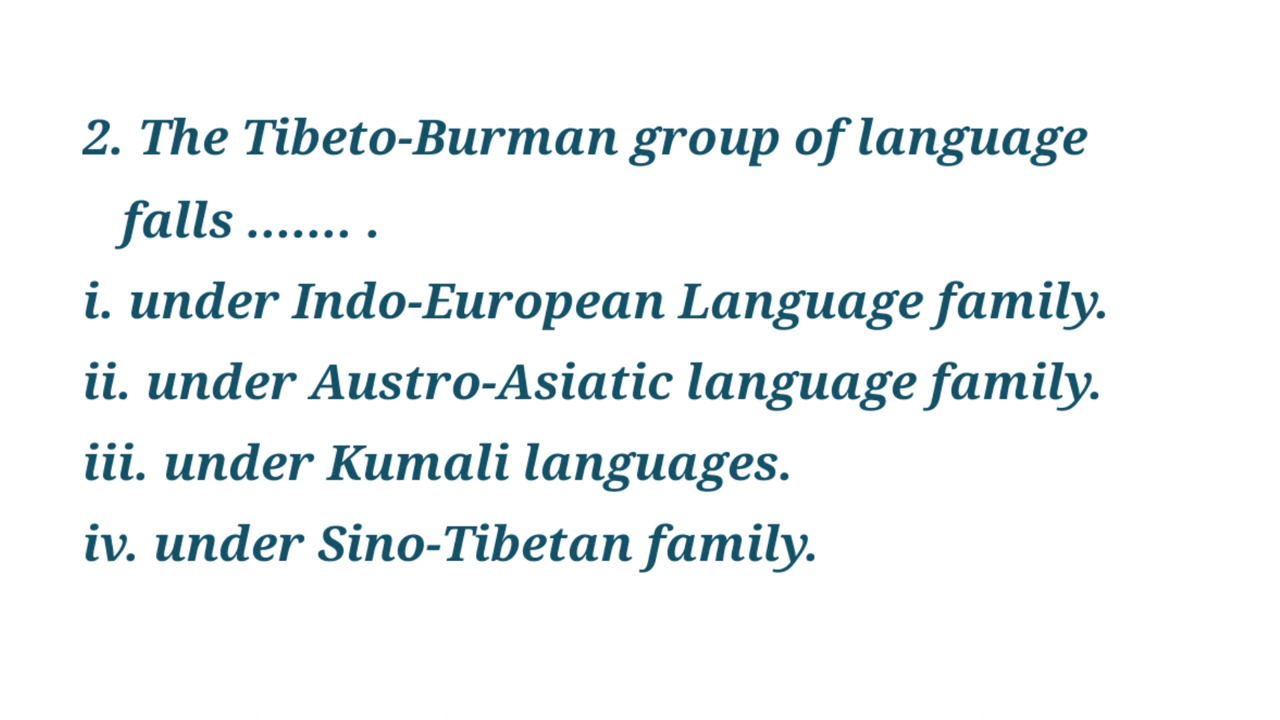 2. The Tibeto-Burman group of language
falls ....... .
i. under Indo-European Language family.
ii. under Austro-Asiatic language family.
iii. under Kumali languages.
iv. under Sino-Tibetan family.